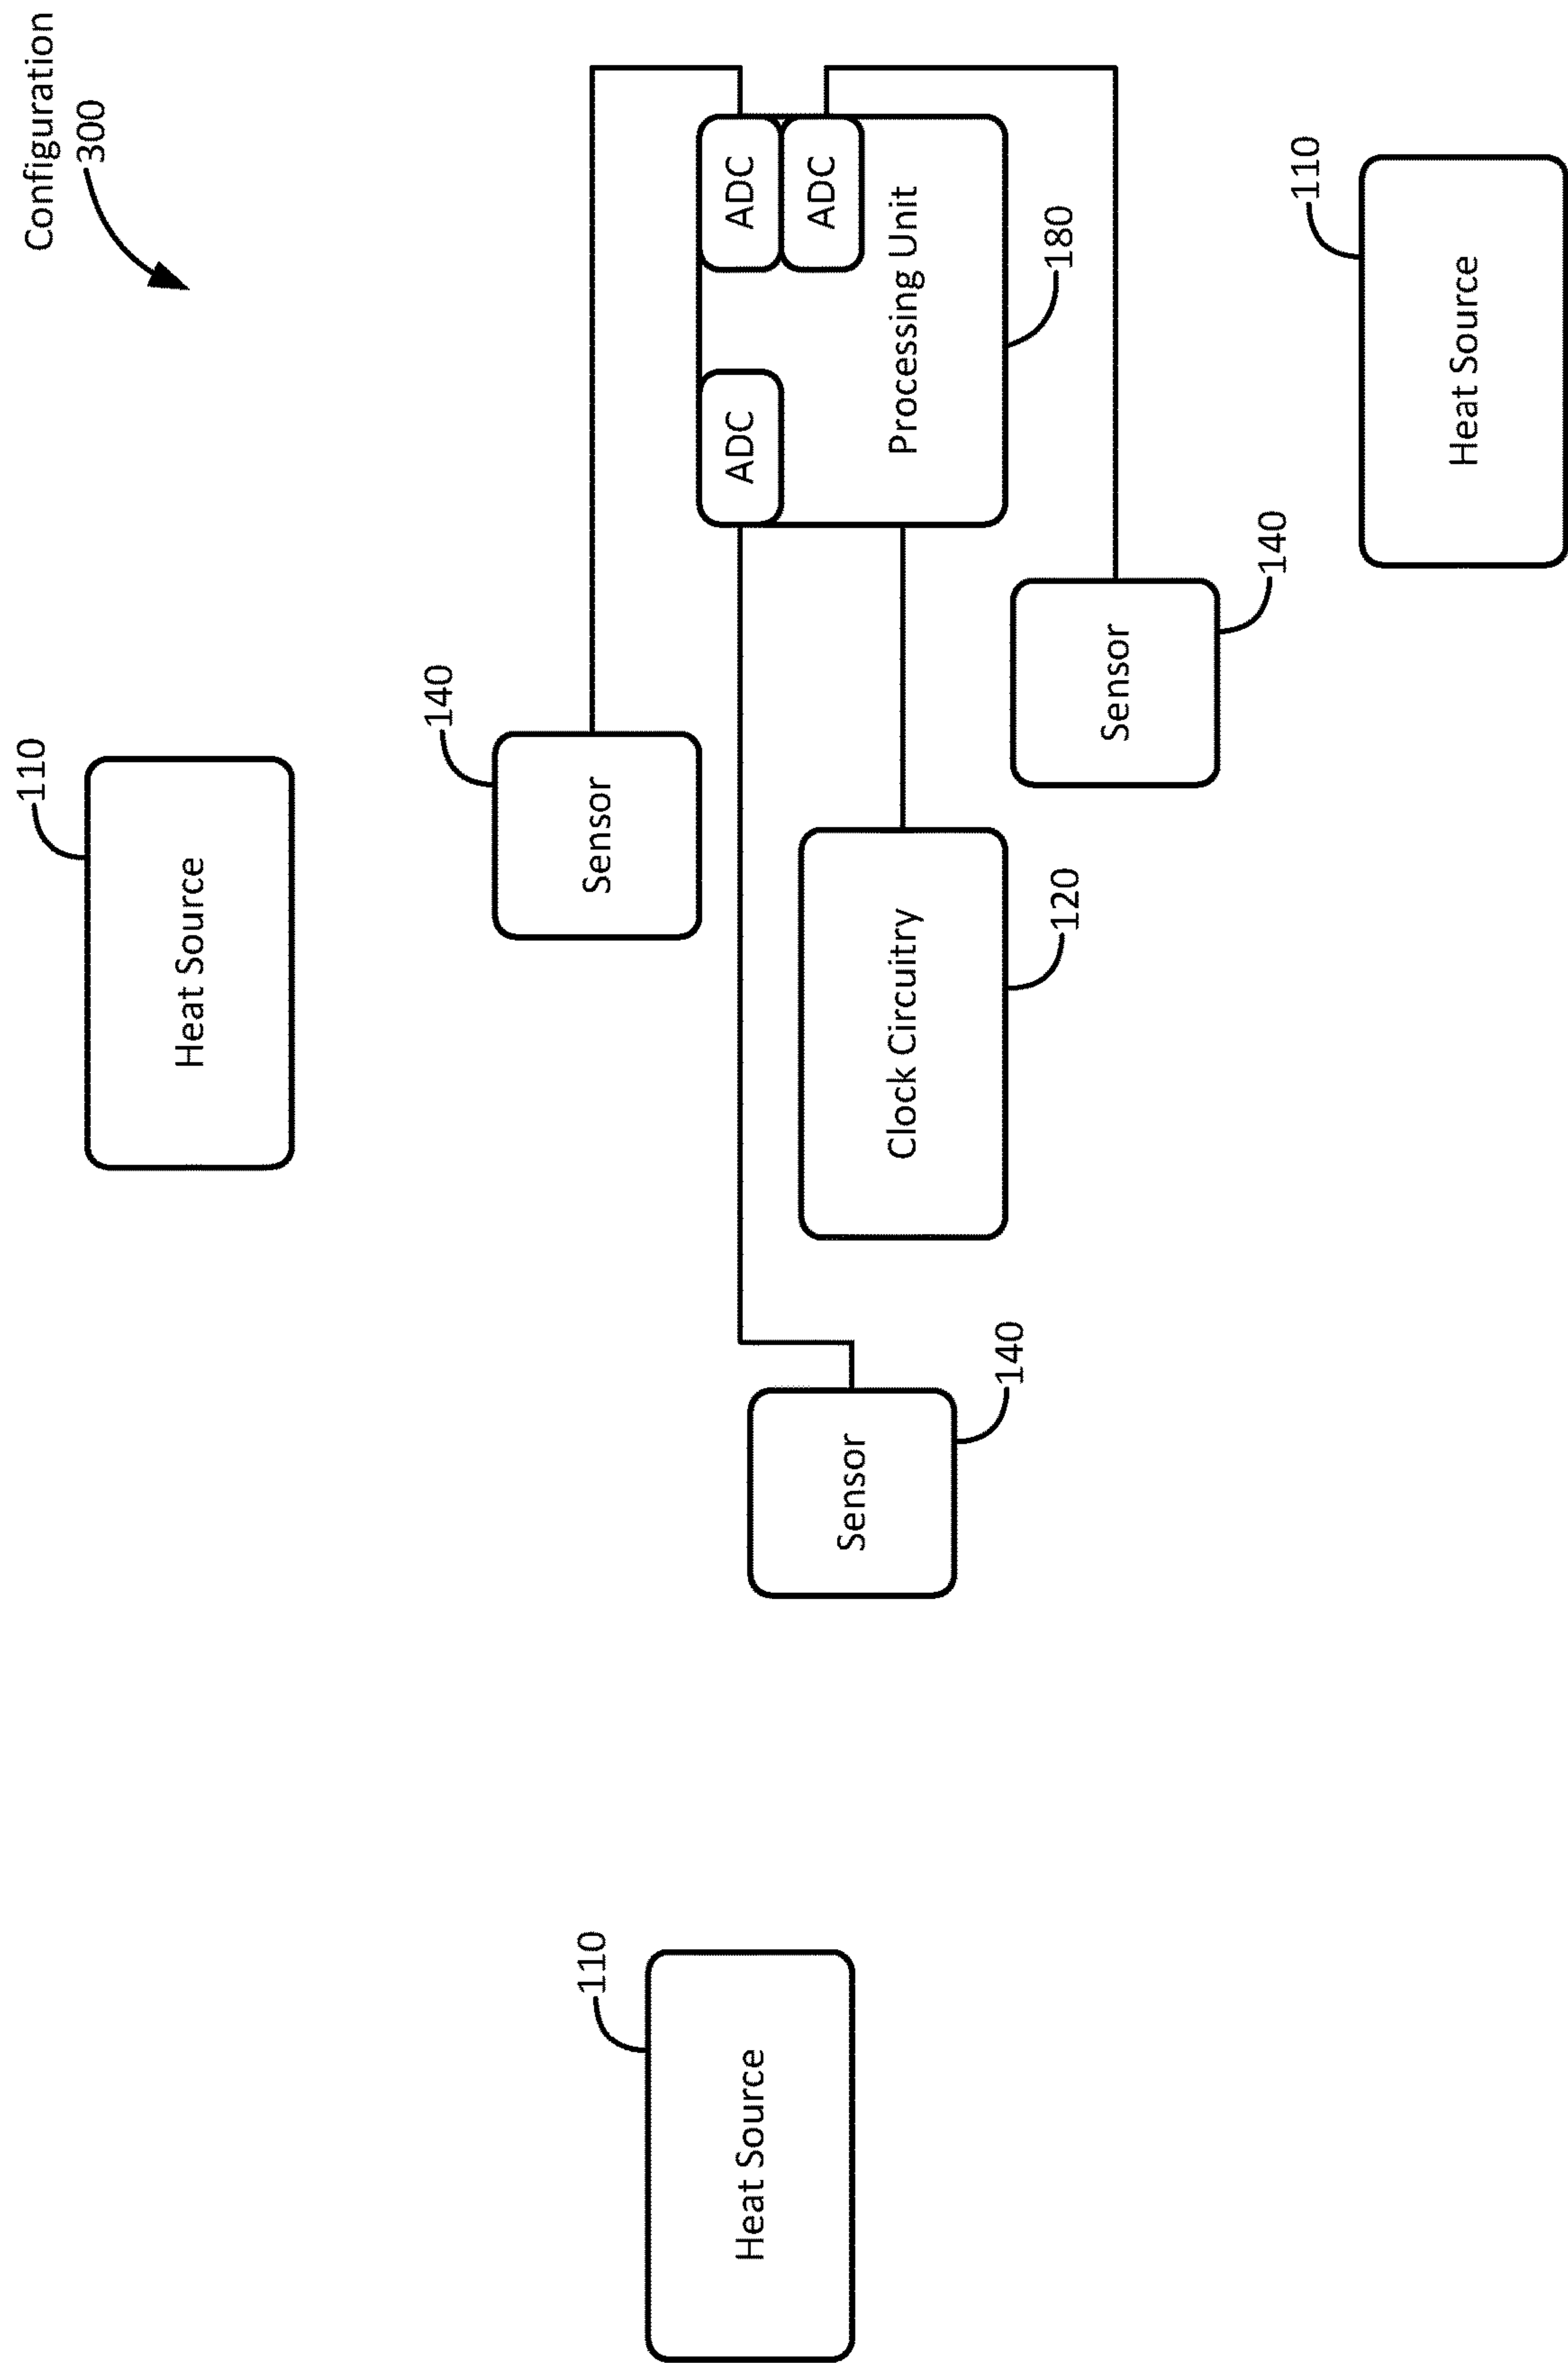 Configuration
300
110
Heat Source
140
Sensor
ADC
ADC
ADC
Processing Unit
180
Clock Circuitry
120
Sensor
140
Sensor
140
110
Heat Source
110
Heat Source